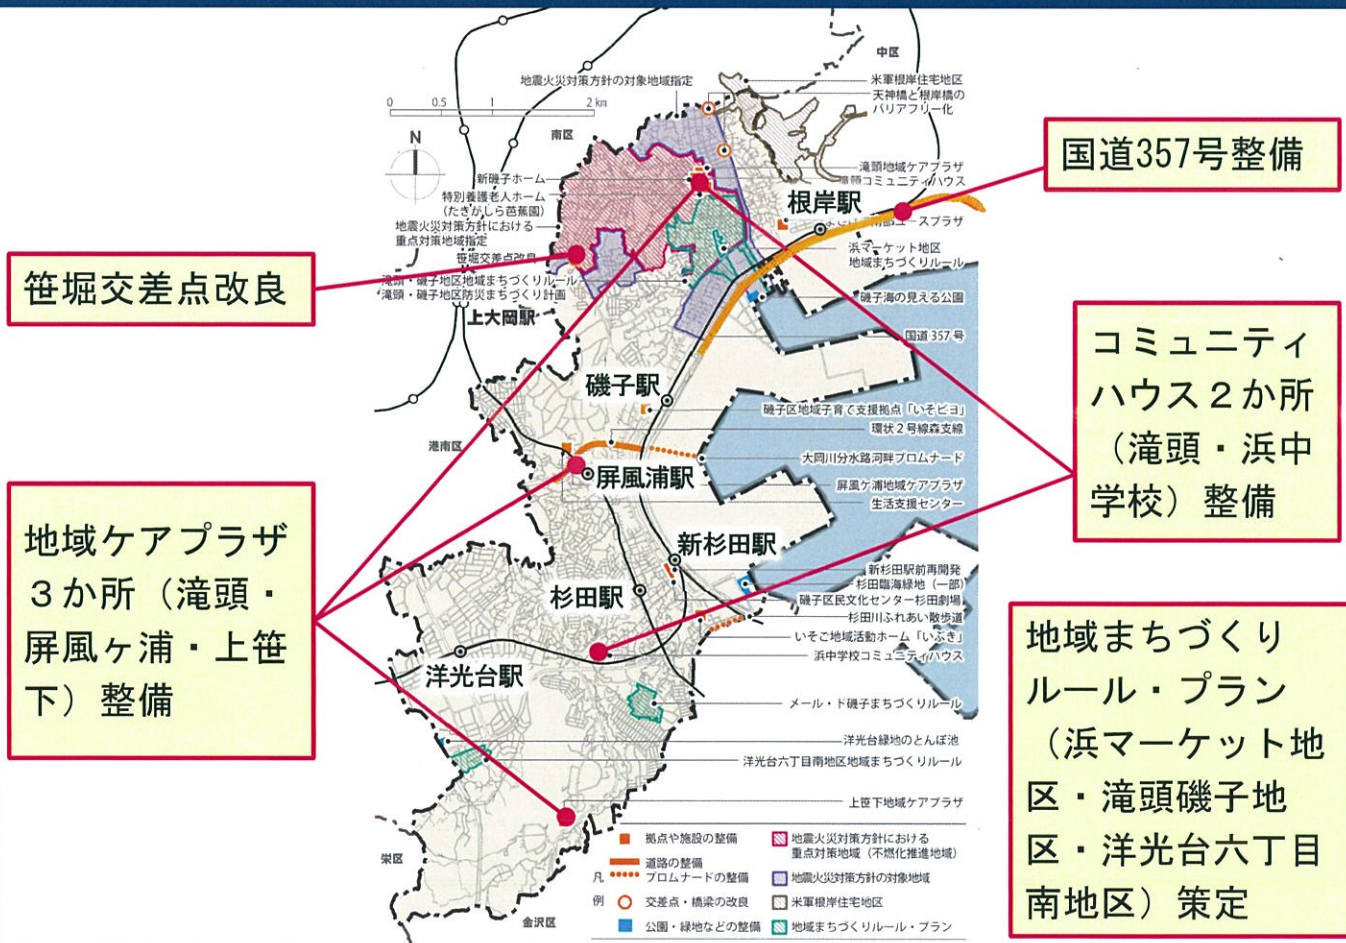 中区
地震火災対策方針の対象地域指定
米軍根岸住宅地区
天神橋と根岸橋の
バリアフリー化
0 0.5 1 2 km
南区
N
国道357号整備
滝頭地域ケアプラザ
滝頭コミュニティハウス
新磯子ホーム
特別養護老人ホーム
(たきがしら芭蕉園)
地震火災対策方針における
重点対策地域指定
根岸駅
浜マーケット地区
地域まちづくりルール
笹堀交差点改良
笹堀交差点改良
滝頭・磯子地区地域まちづくりルール
滝頭・磯子地区防災まちづくり計画
磯子海の見える公園
上大岡駅
国道 357 号
コミュニティ
ハウス2か所
(滝頭・浜中
学校)整備
磯子駅
磯子区地域子育て支援拠点「いそピヨ」
環状2号線森支線
港南区
大岡川分水路河畔プロムナード
屏風浦駅
屏風ケ浦地域ケアプラザ
生活支援センター
地域ケアプラザ
3か所(滝頭・
屏風ヶ浦・上笹
下)整備
新杉田駅
新杉田駅前再開発
杉田臨海緑地(一部)
杉田駅
磯子区民文化センター杉田劇場
杉田川ふれあい散歩道
いそご地域活動ホーム「いぶき」
浜中学校コミュニティハウス
洋光台駅
メール・ド磯子まちづくりルール
洋光台緑地のとんぼ池
洋光台六丁目南地区地域まちづくりルール
上笹下地域ケアプラザ
地域まちづくり
ルール・プラン
(浜マーケット地
区・滝頭磯子地
区・洋光台六丁目
南地区)策定
栄区
金沢区
凡例
拠点や施設の整備
道路の整備
プロムナードの整備
交差点・橋梁の改良
公園・緑地などの整備
地震火災対策方針における
重点対策地域(不燃化推進地域)
地震火災対策方針の対象地域
米軍根岸住宅地区
地域まちづくりルール・プラン